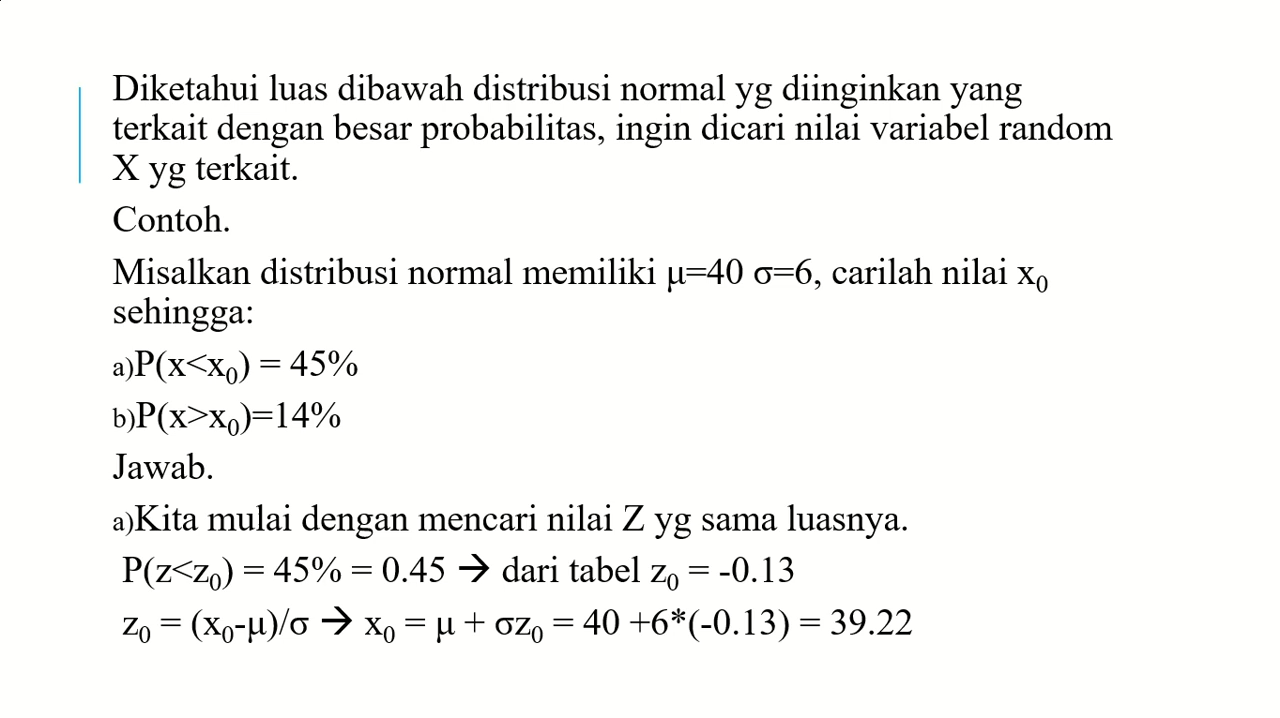 Diketahui luas dibawah distribusi normal yg diinginkan yang
terkait dengan besar probabilitas, ingin dicari nilai variabel random
X yg terkait.
Contoh.
Misalkan distribusi normal memiliki μ=40 σ=6, carilah nilai x₀
sehingga:
a)P(x<x₀) = 45%
b)P(x>x₀)=14%
Jawab.
a)Kita mulai dengan mencari nilai Z yg sama luasnya.
P(z<z₀) = 45% = 0.45 → dari tabel z₀ = -0.13
z₀ = (x₀-μ)/σ → x₀ = μ + σz₀ = 40 +6*(-0.13) = 39.22